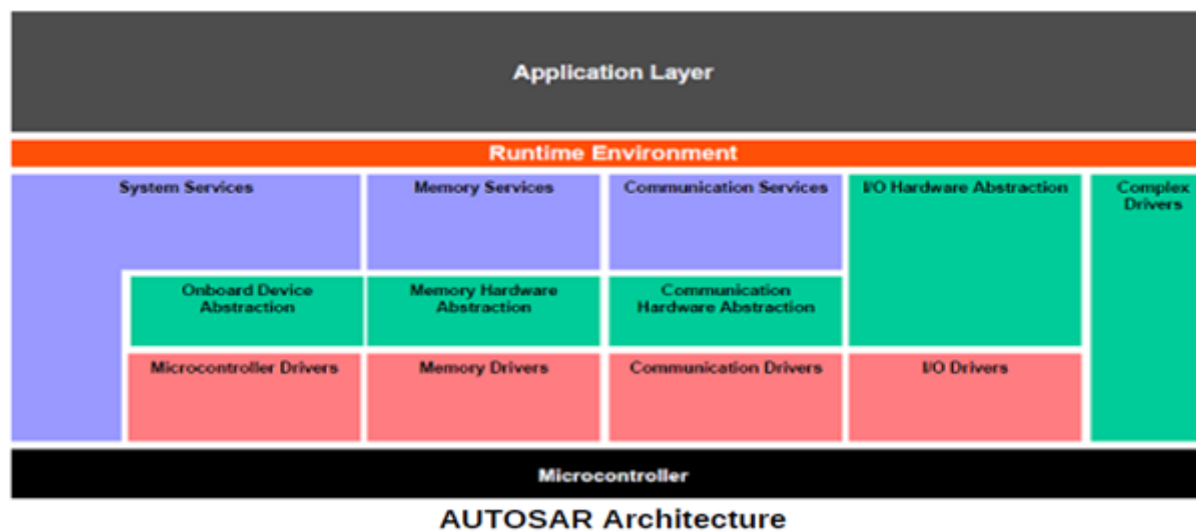 Application Layer
Runtime Environment
System Services
Memory Services
Communication Services
I/O Hardware Abstraction
Complex
Drivers
Onboard Device
Abstraction
Memory Hardware
Abstraction
Communication
Hardware Abstraction
Microcontroller Drivers
Memory Drivers
Communication Drivers
I/O Drivers
Microcontroller
AUTOSAR Architecture